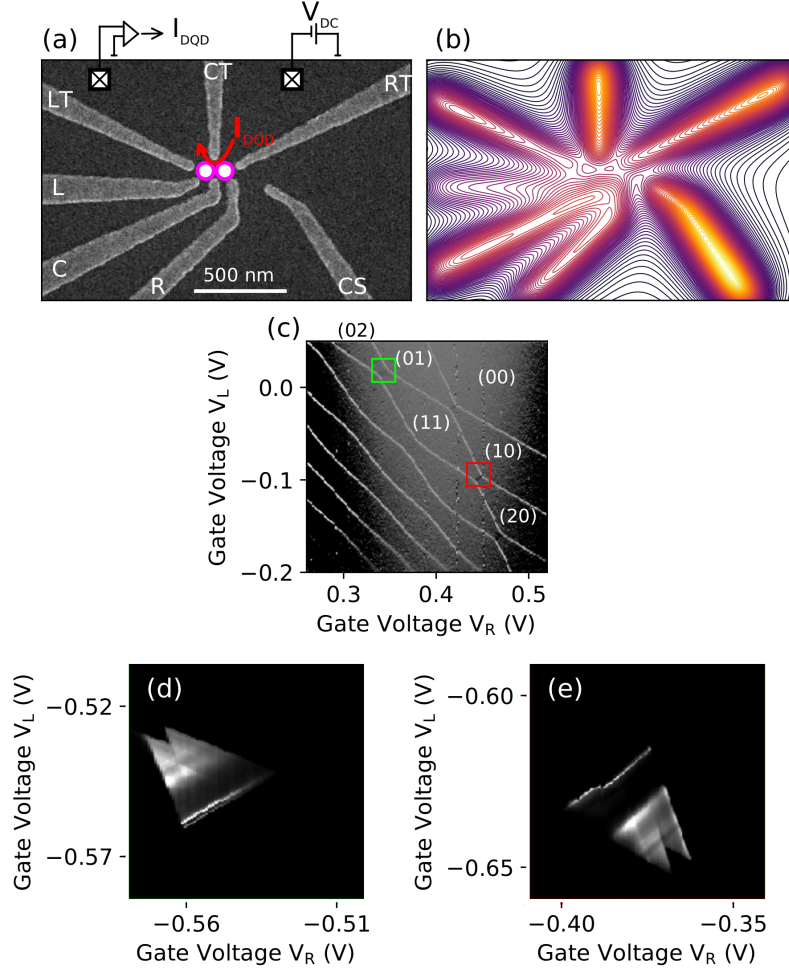 (a)
I_DQD
V_DC
(b)
LT
CT
RT
I_DQD
L
C
R
500 nm
CS
(c)
(02)
(01)
(00)
(11)
(10)
(20)
Gate Voltage V_L (V)
0.0
−0.1
−0.2
0.3 0.4 0.5
Gate Voltage V_R (V)
(d)
Gate Voltage V_L (V)
−0.52
−0.57
−0.56 −0.51
Gate Voltage V_R (V)
(e)
Gate Voltage V_L (V)
−0.60
−0.65
−0.40 −0.35
Gate Voltage V_R (V)